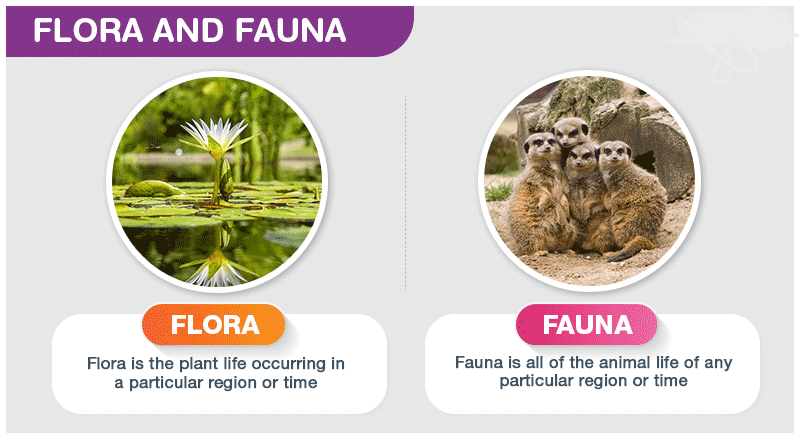 FLORA AND FAUNA
FLORA
Flora is the plant life occurring in
a particular region or time
FAUNA
Fauna is all of the animal life of any
particular region or time